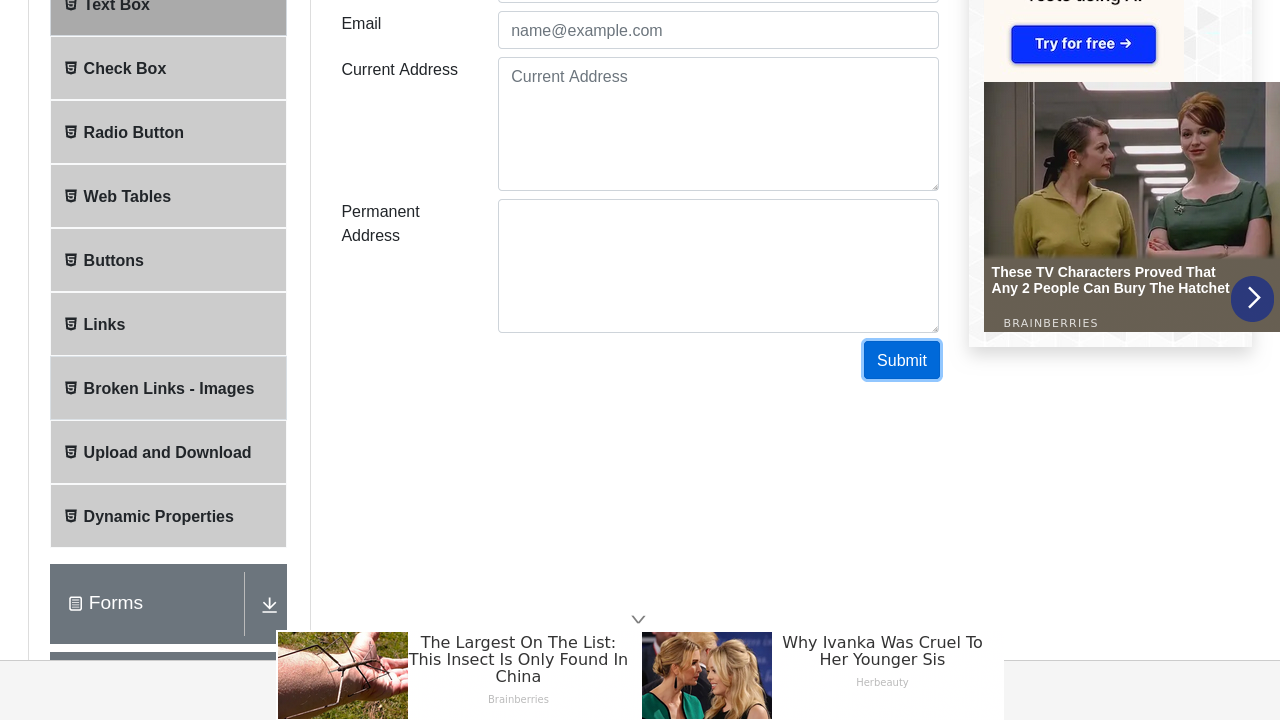 Text Box
Email
name@example.com
Try for free →
Current Address
Current Address
Check Box
Radio Button
Web Tables
Permanent
Address
Buttons
These TV Characters Proved That
Any 2 People Can Bury The Hatchet
BRAINBERRIES
Links
Submit
Broken Links - Images
Upload and Download
Dynamic Properties
Forms
The Largest On The List:
This Insect Is Only Found In
China
Brainberries
Why Ivanka Was Cruel To
Her Younger Sis
Herbeauty